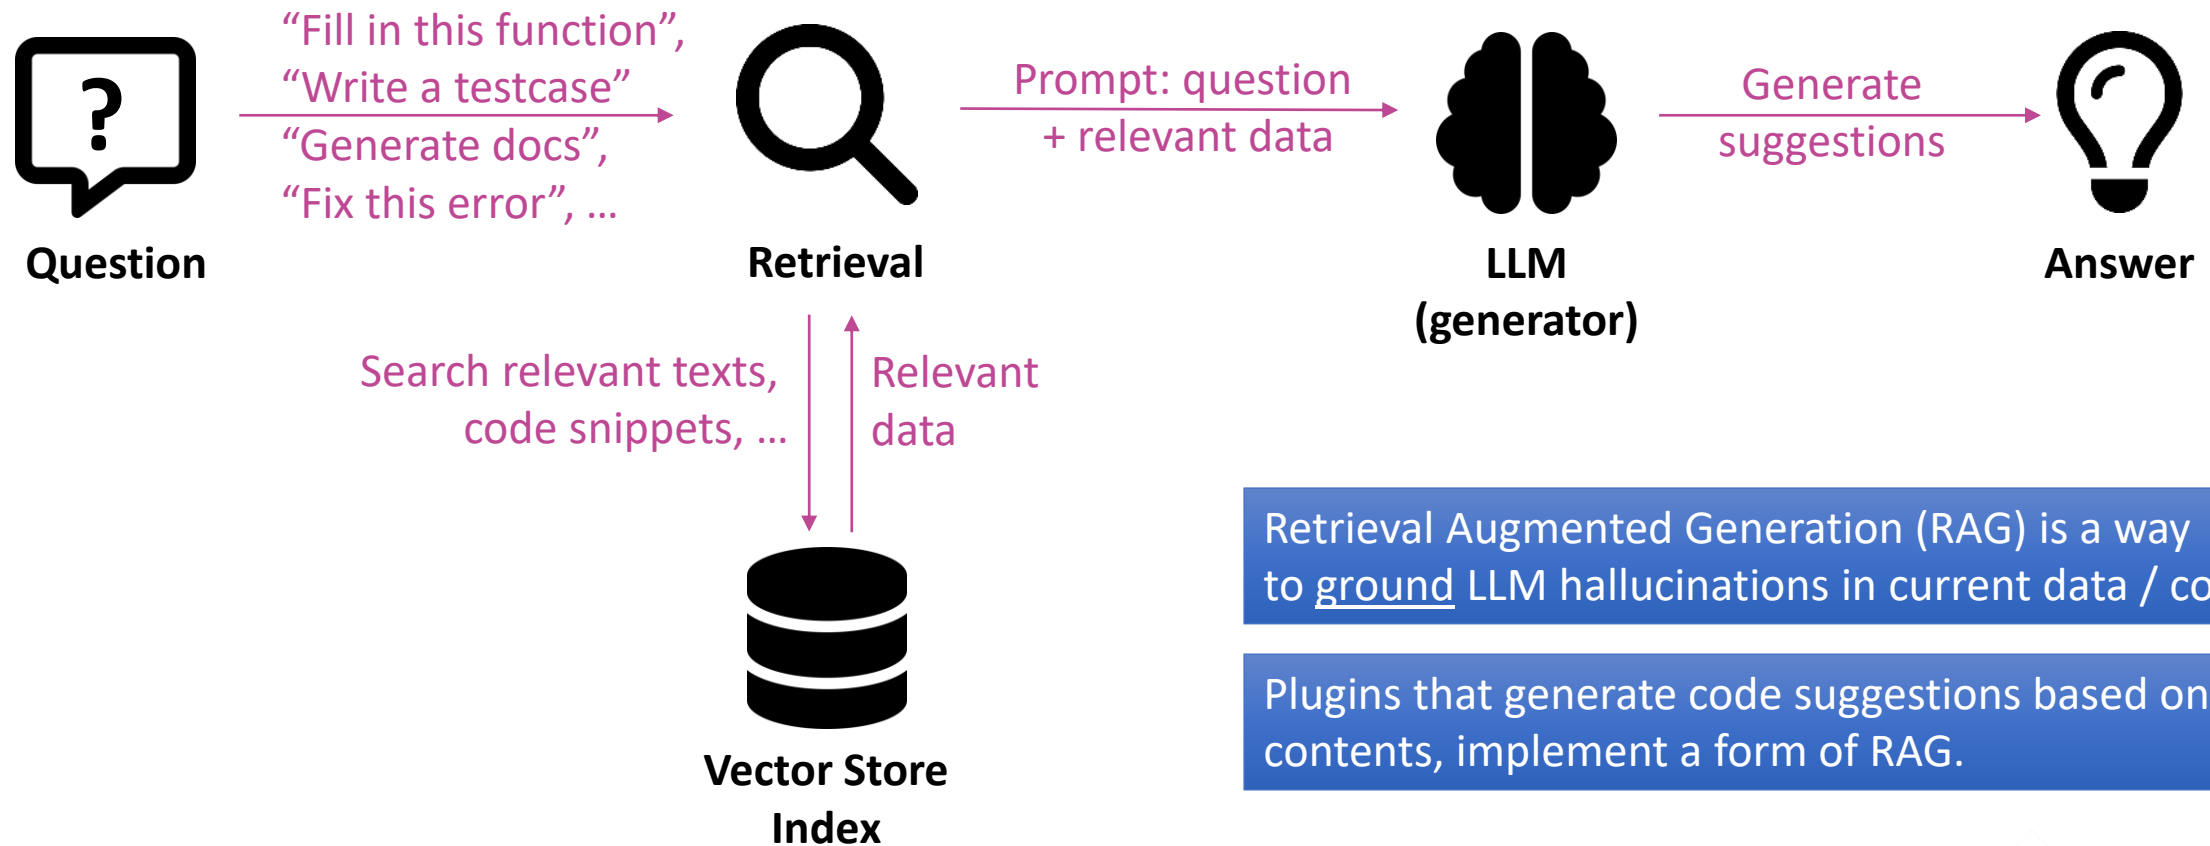 “Fill in this function”,
“Write a testcase”
“Generate docs”,
“Fix this error”, ...
?
Question
Retrieval
Prompt: question
+ relevant data
LLM
(generator)
Generate
suggestions
Answer
Search relevant texts,
code snippets, ...
Relevant
data
Vector Store
Index
Retrieval Augmented Generation (RAG) is a way
to ground LLM hallucinations in current data /
Plugins that generate code suggestions based on
contents, implement a form of RAG.